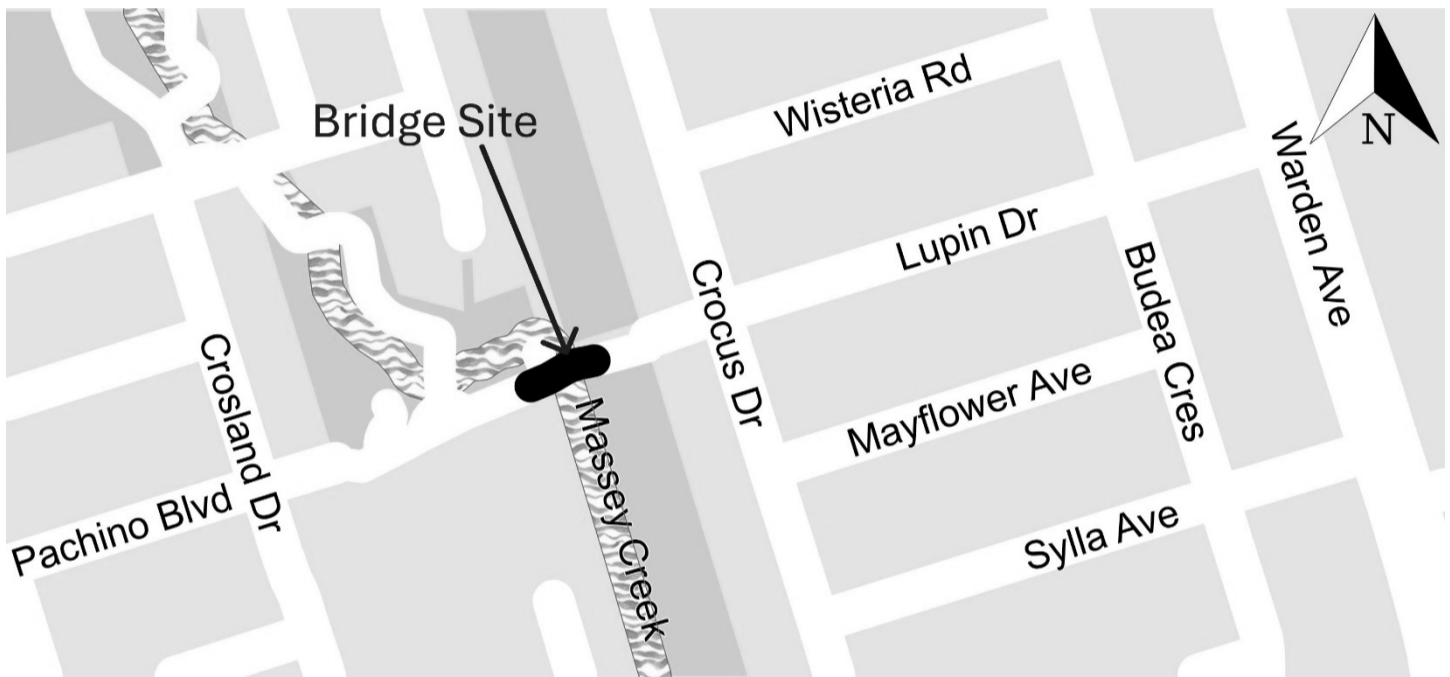 Wisteria Rd
Bridge Site
N
Warden Ave
Lupin Dr
Budea Cres
Crocus Dr
Crosland Dr
Mayflower Ave
Massey Creek
Pachino Blvd
Sylla Ave